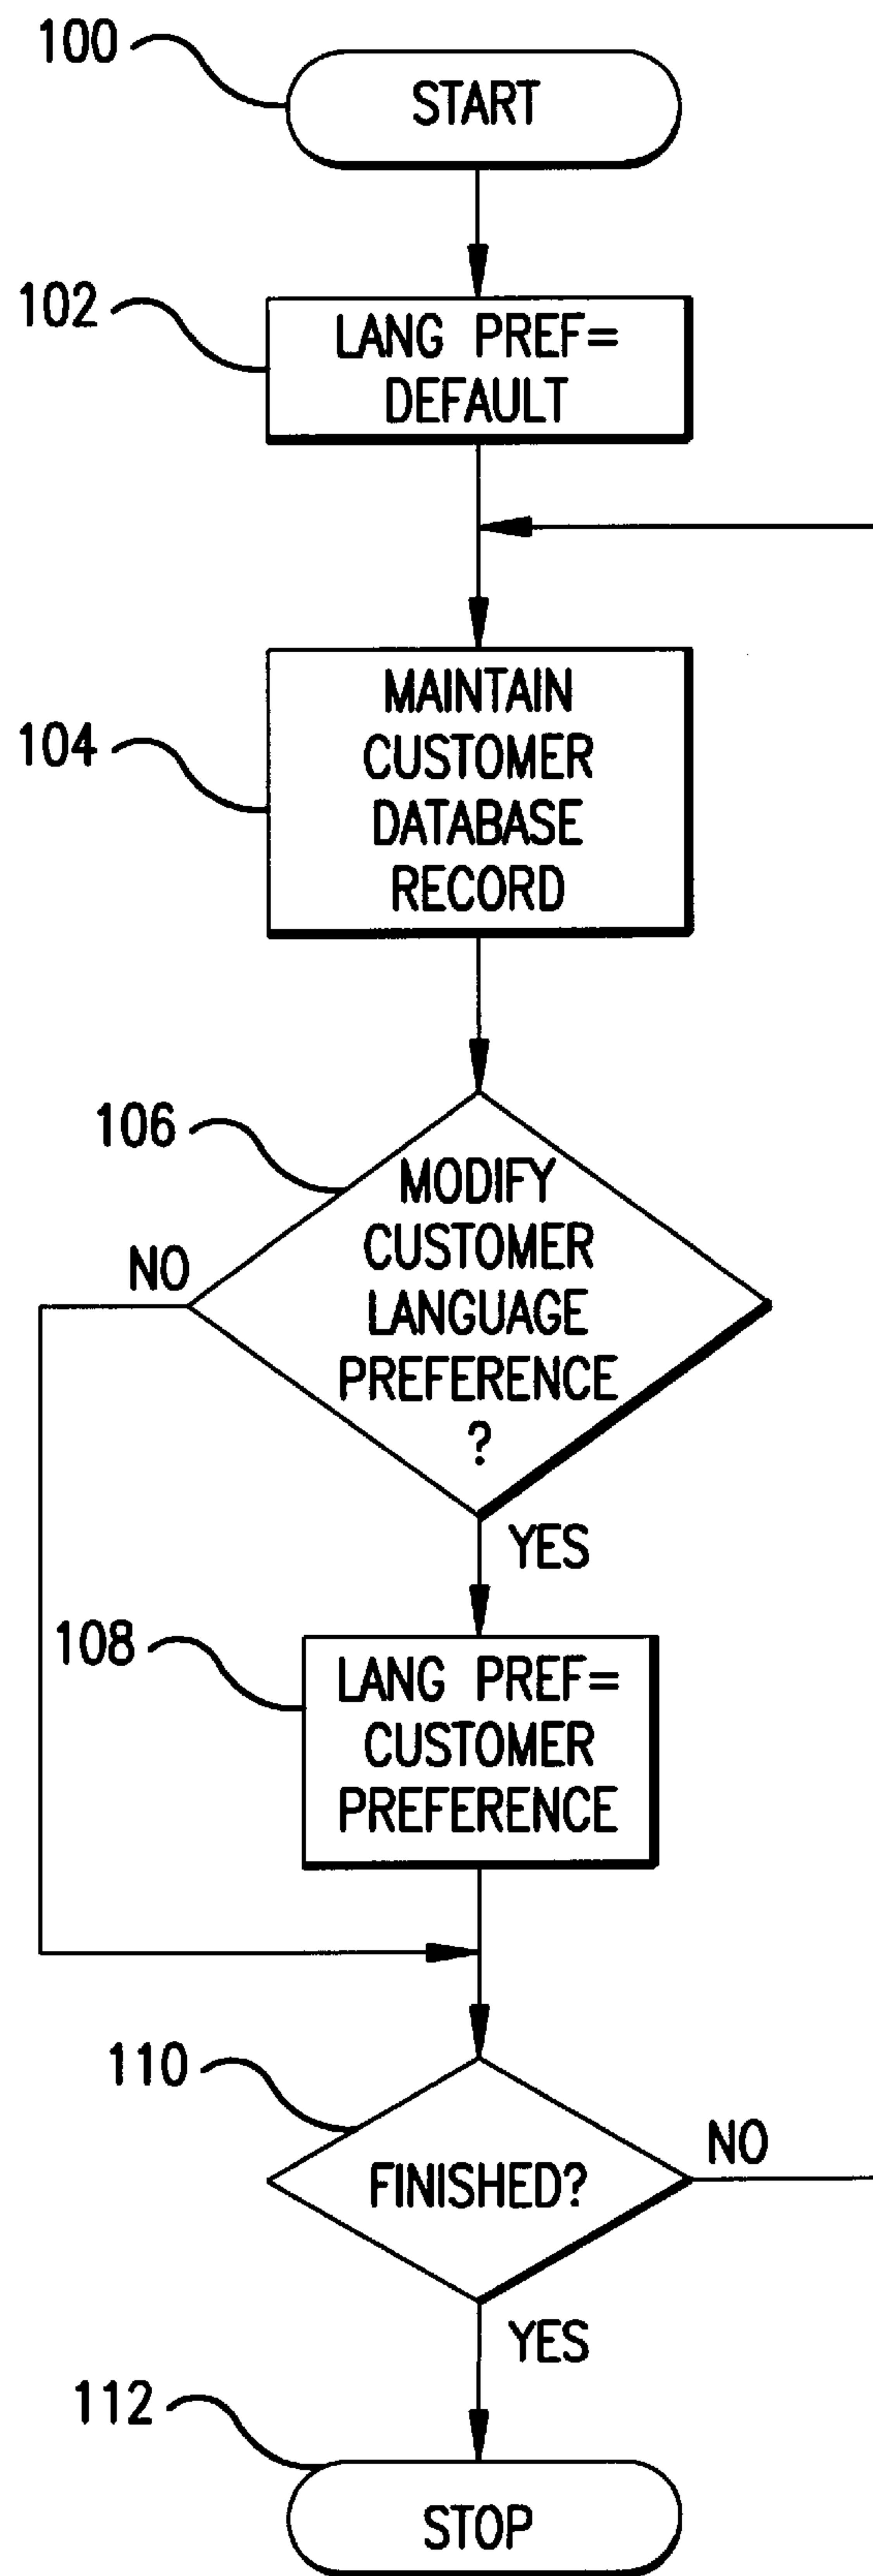 100
START
102
LANG PREF=
DEFAULT
104
MAINTAIN
CUSTOMER
DATABASE
RECORD
106
MODIFY
CUSTOMER
LANGUAGE
PREFERENCE
?
NO
YES
108
LANG PREF=
CUSTOMER
PREFERENCE
110
FINISHED?
NO
YES
112
STOP